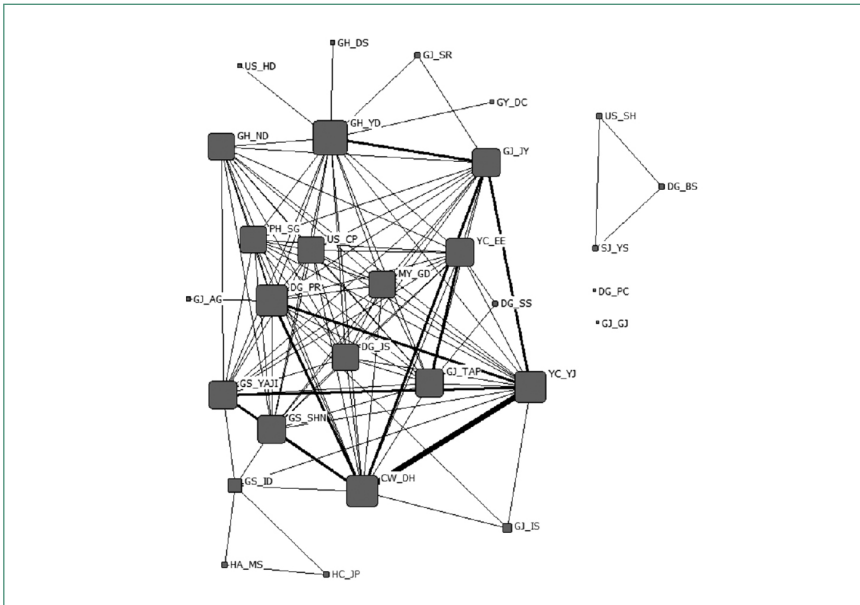 GH_DS
GJ_SR
US_HD
GY_DC
US_SH
GH_YD
GH_ND
GJ_JY
DG_BS
PH_SG
US_CP
YC_EE
SJ_YS
MY_GD
DG_PR
DG_PC
GJ_AG
DG_SS
GJ_GJ
DG_JS
GJ_TAP
YC_YJ
GS_YAJI
GS_SHN
CW_DH
GS_ID
GJ_IS
HA_MS
HC_JP